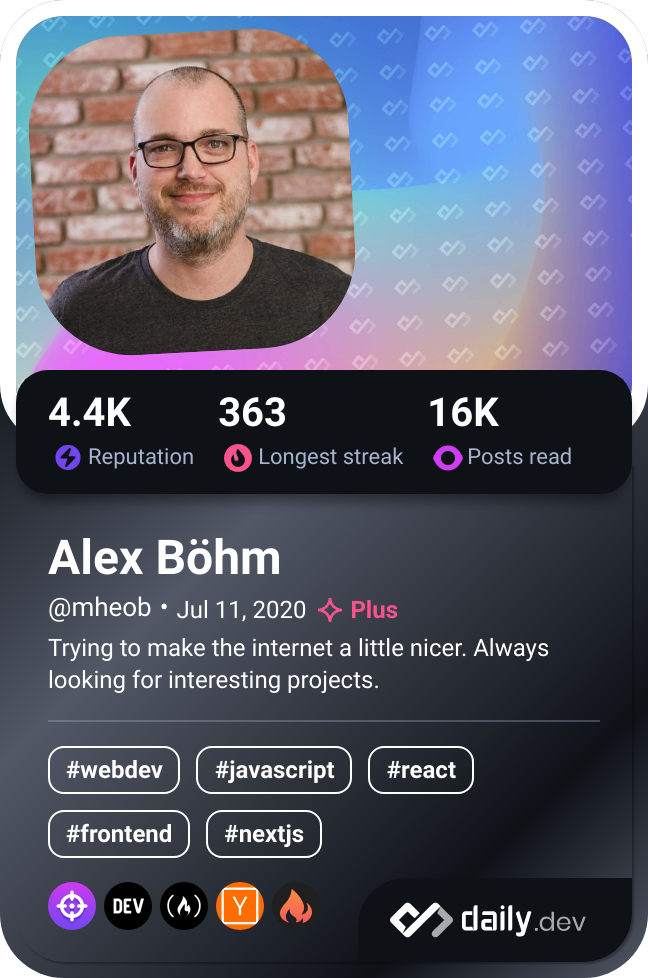 4.4K 363 16K
Reputation Longest streak Posts read
Alex Böhm
@mheob • Jul 11, 2020 Plus
Trying to make the internet a little nicer. Always
looking for interesting projects.
#webdev #javascript #react
#frontend #nextjs
DEV Y daily.dev